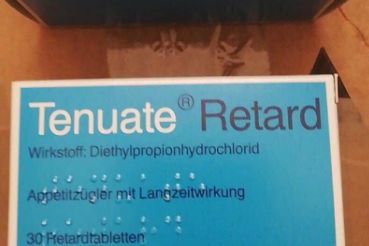 Tenuate® Retard
Wirkstoff: Diethylpropionhydrochlorid
Appetitzügler mit Langzeitwirkung
30 Retardtabletten